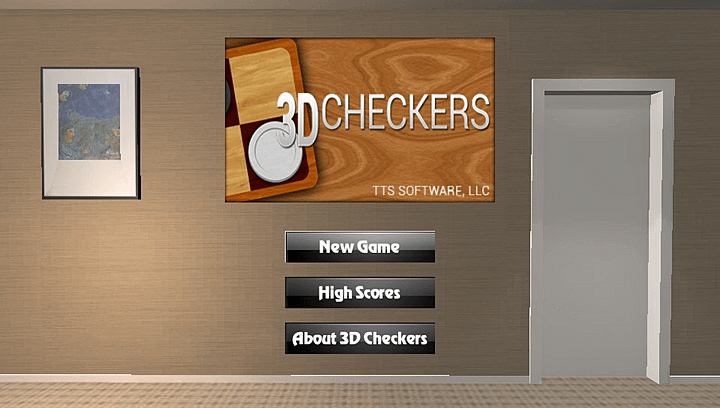 3D CHECKERS
TTS SOFTWARE, LLC
New Game
High Scores
About 3D Checkers